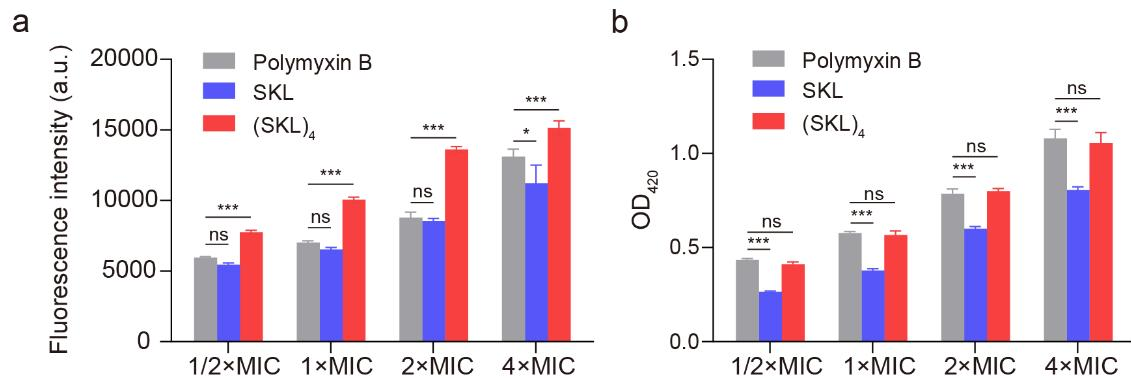 a
Fluorescence intensity (a.u.)
20000
15000
10000
5000
0
Polymyxin B
SKL
(SKL)4
***
ns
***
ns
***
ns
***
*
1/2×MIC 1×MIC 2×MIC 4×MIC
b
OD420
1.5
1.0
0.5
0.0
Polymyxin B
SKL
(SKL)4
ns
***
ns
***
ns
***
ns
***
1/2×MIC 1×MIC 2×MIC 4×MIC